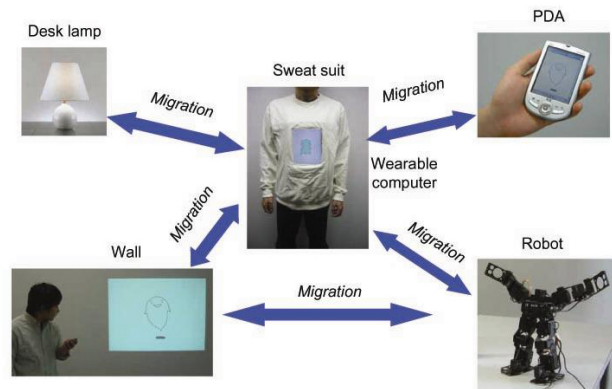 Desk lamp
PDA
Sweat suit
Migration
Migration
Wearable
computer
Migration
Migration
Wall
Robot
Migration